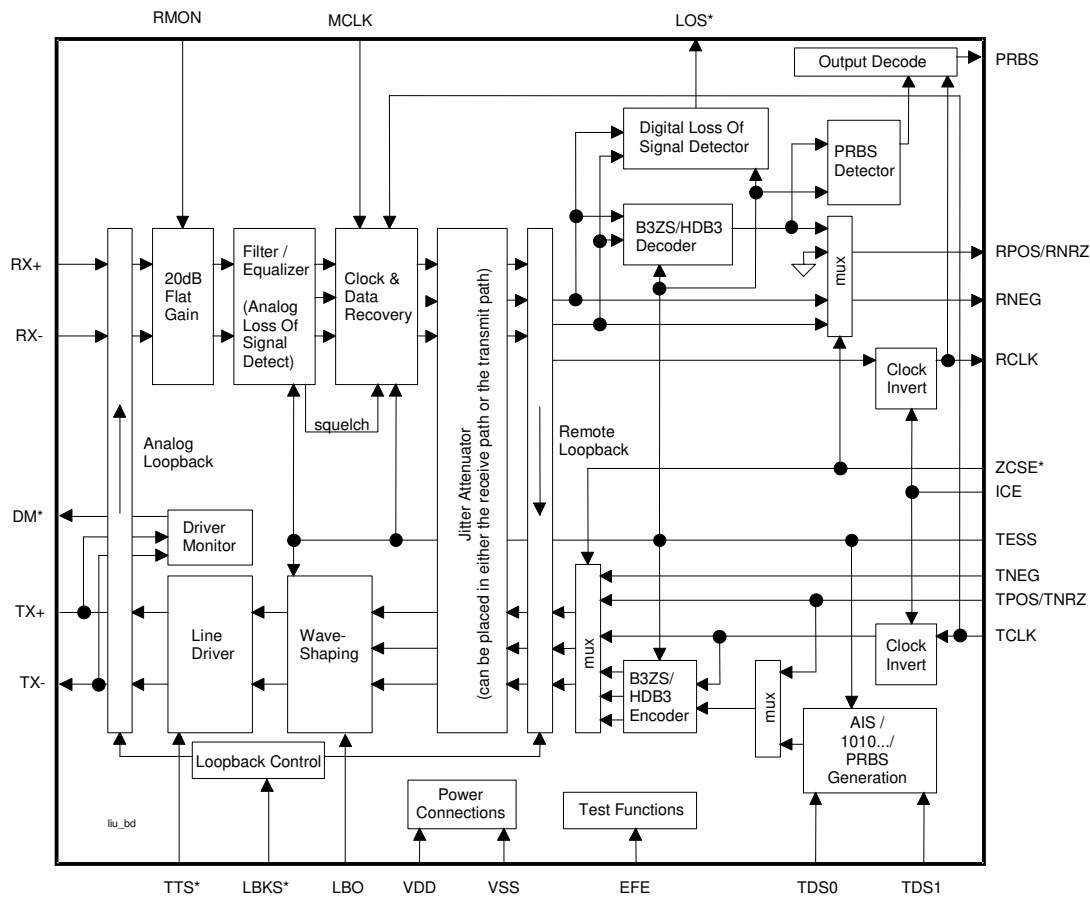 RMON
MCLK
LOS*
Output Decode
PRBS
Digital Loss Of
Signal Detector
PRBS
Detector
B3ZS/HDB3
Decoder
mux
RX+
RX-
20dB
Flat
Gain
Filter /
Equalizer
(Analog
Loss Of
Signal
Detect)
Clock &
Data
Recovery
squelch
Jitter Attenuator
(can be placed in either the receive path or the transmit path)
RPOS/RNRZ
RNEG
RCLK
Clock
Invert
Analog
Loopback
Remote
Loopback
ZCSE*
ICE
DM*
Driver
Monitor
TESS
TNEG
TPOS/TNRZ
TCLK
TX+
TX-
Line
Driver
Wave-
Shaping
mux
B3ZS/
HDB3
Encoder
mux
Clock
Invert
AIS /
1010.../
PRBS
Generation
Loopback Control
Power
Connections
Test Functions
liu_bd
TTS*
LBKS*
LBO
VDD
VSS
EFE
TDS0
TDS1